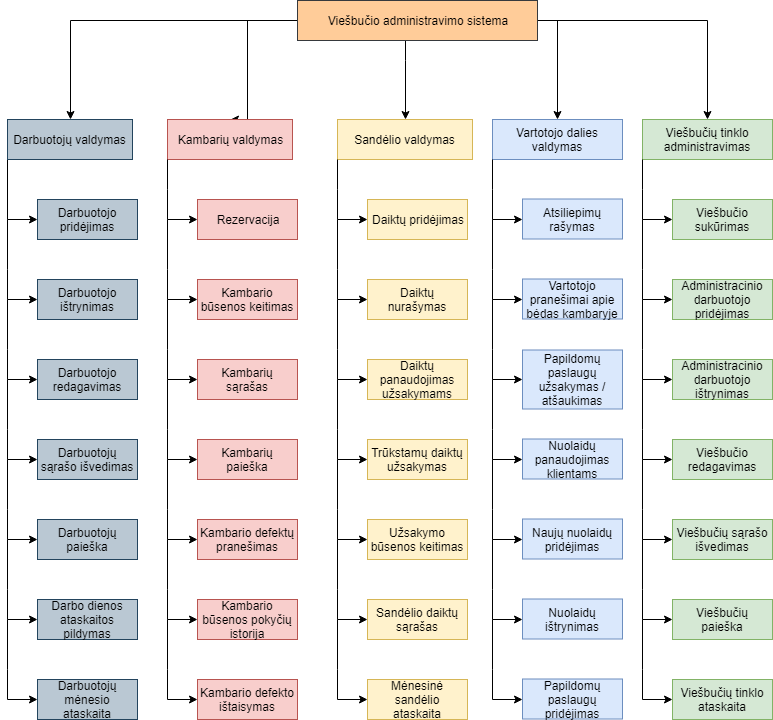 Viešbučio administravimo sistema
Darbuotojų valdymas
Kambarių valdymas
Sandėlio valdymas
Vartotojo dalies
valdymas
Viešbučių tinklo
administravimas
Darbuotojo
pridėjimas
Rezervacija
Daiktų pridėjimas
Atsiliepimų
rašymas
Viešbučio
sukūrimas
Darbuotojo
ištrynimas
Kambario
būsenos keitimas
Daiktų
nurašymas
Vartotojo
pranešimai apie
bėdas kambaryje
Administracinio
darbuotojo
pridėjimas
Darbuotojo
redagavimas
Kambarių
sąrašas
Daiktų
panaudojimas
užsakymams
Papildomų
paslaugų
užsakymas /
atšaukimas
Administracinio
darbuotojo
ištrynimas
Darbuotojų
sąrašo išvedimas
Kambarių
paieška
Trūkstamų daiktų
užsakymas
Nuolaidų
panaudojimas
klientams
Viešbučio
redagavimas
Darbuotojų
paieška
Kambario defektų
pranešimas
Užsakymo
būsenos keitimas
Naujų nuolaidų
pridėjimas
Viešbučių sąrašo
išvedimas
Darbo dienos
ataskaitos
pildymas
Kambario
būsenos pokyčių
istorija
Sandėlio daiktų
sąrašas
Nuolaidų
ištrynimas
Viešbučių
paieška
Darbuotojų
mėnesio
ataskaita
Kambario defekto
ištaisymas
Mėnesinė
sandėlio
ataskaita
Papildomų
paslaugų
pridėjimas
Viešbučių tinklo
ataskaita